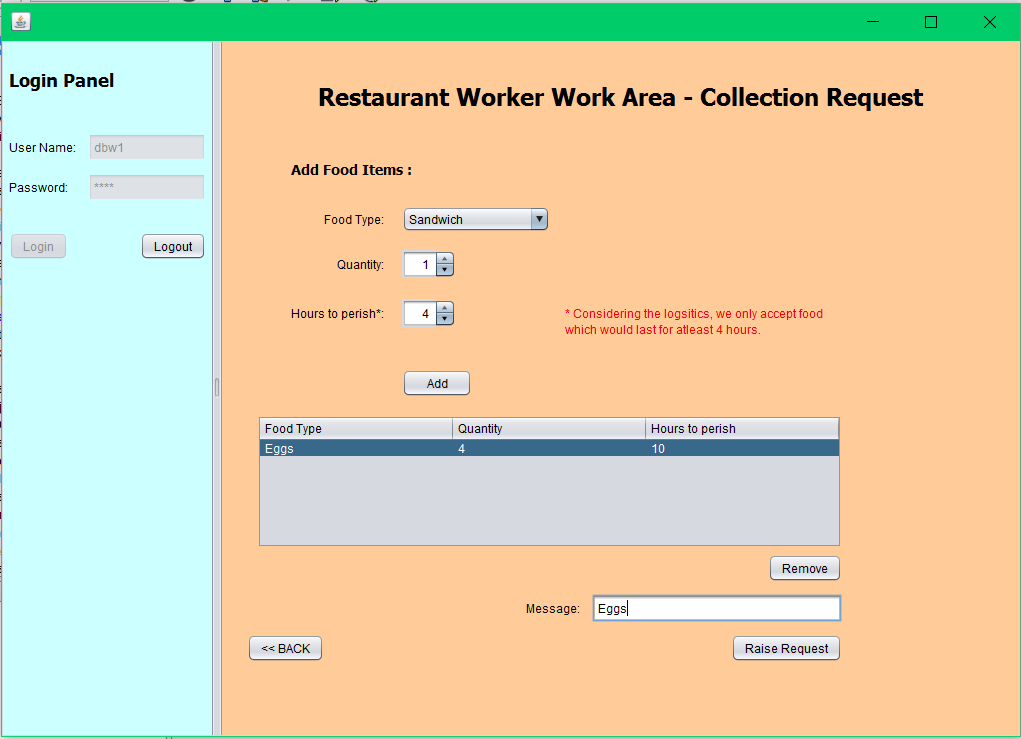 Login Panel
User Name: dbw1
Password: ****
Login Logout
Restaurant Worker Work Area - Collection Request
Add Food Items :
Food Type: Sandwich
Quantity: 1
Hours to perish*: 4
* Considering the logsitics, we only accept food
which would last for atleast 4 hours.
Add
Food Type Quantity Hours to perish
Eggs 4 10
Remove
Message: Eggs
<< BACK Raise Request